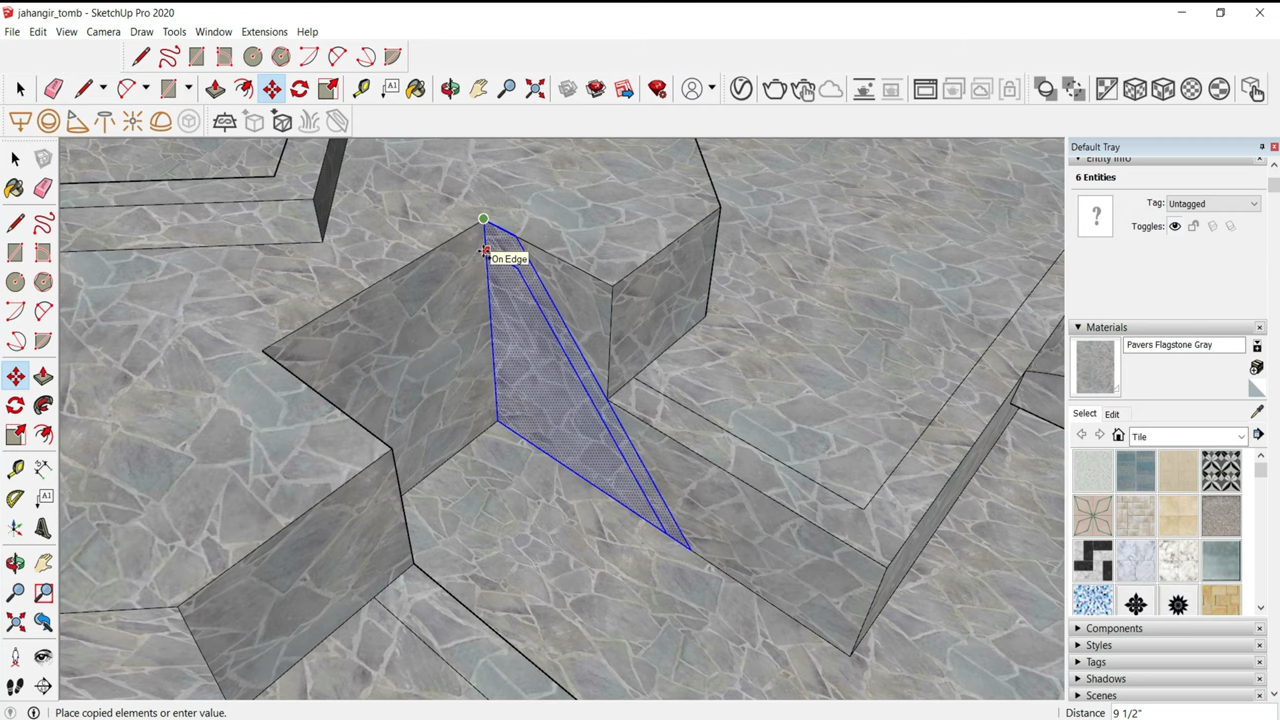 jahangir_tomb - SketchUp Pro 2020
File Edit View Camera Draw Tools Window Extensions Help
A1
Default Tray
Entity Info
6 Entities
Tag: Untagged
?
Toggles:
On Edge
Materials
Pavers Flagstone Gray
Select Edit
Tile
A1
Components
Styles
Tags
Shadows
Scenes
Place copied elements or enter value.
Distance 9 1/2"